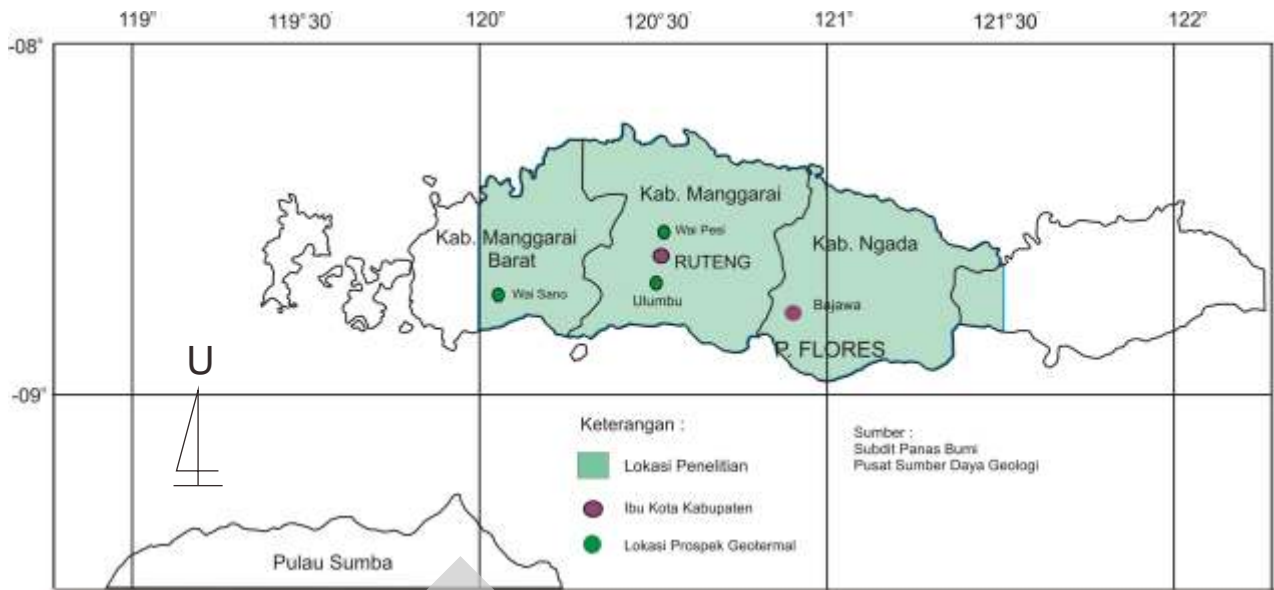 119° 119° 30' 120° 120° 30' 121° 121° 30' 122°
-08°
Kab. Manggarai
Kab. Manggarai
Barat
Kab. Ngada
Wai Pesi
RUTENG
Wai Sano
Ulumbu
Bajawa
P. FLORES
U
-09°
Keterangan :
Lokasi Penelitian
Ibu Kota Kabupaten
Lokasi Prospek Geotermal
Sumber :
Subdit Panas Bumi
Pusat Sumber Daya Geologi
Pulau Sumba